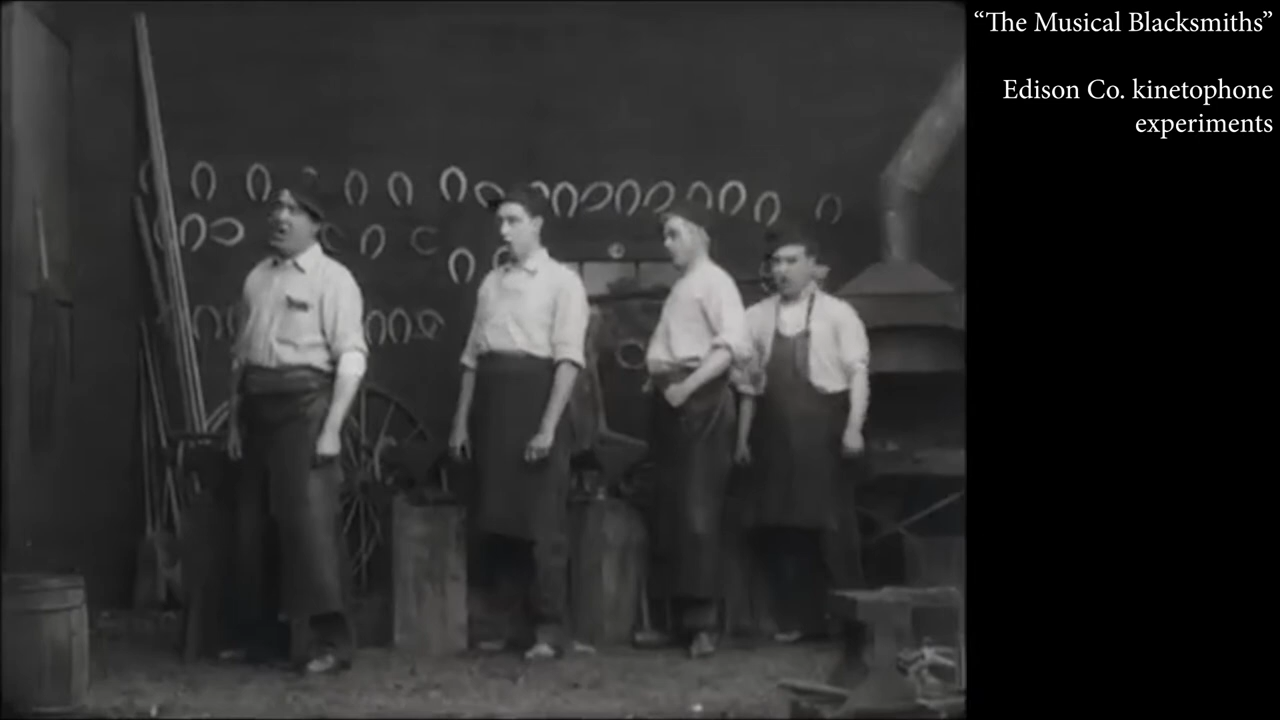 “The Musical Blacksmiths”
Edison Co. kinetophone
experiments